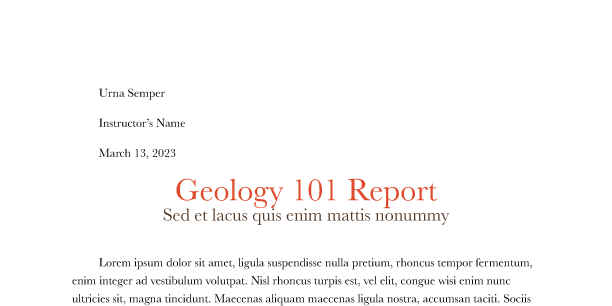 Urna Semper
Instructor’s Name
March 13, 2023
Geology 101 Report
Sed et lacus quis enim mattis nonummy
Lorem ipsum dolor sit amet, ligula suspendisse nulla pretium, rhoncus tempor fermentum,
enim integer ad vestibulum volutpat. Nisl rhoncus turpis est, vel elit, congue wisi enim nunc
ultricies sit, magna tincidunt. Maecenas aliquam maecenas ligula nostra, accumsan taciti. Sociis